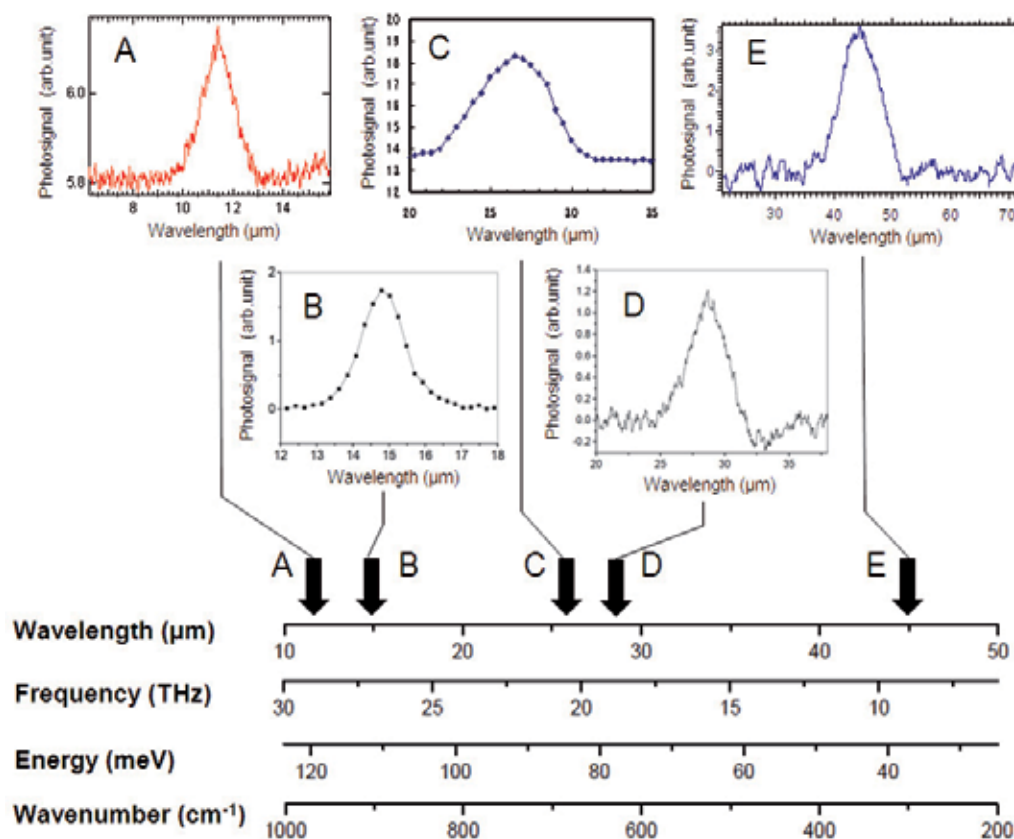 A
Photosignal (arb.unit)
6.0
5.8
8 10 12 14
Wavelength (µm)
C
Photosignal (arb.unit)
20
19
18
17
16
15
14
13
12
20 25 30 35
Wavelength (µm)
E
Photosignal (arb.unit)
3
2
1
0
30 40 50 60 70
Wavelength (µm)
B
Photosignal (arb.unit)
2
1
0
12 13 14 15 16 17 18
Wavelength (µm)
D
Photosignal (arb.unit)
1.4
1.2
1.0
0.8
0.6
0.4
0.2
0.0
-0.2
20 25 30 35
Wavelength (µm)
A B C D E
Wavelength (µm)
10 20 30 40 50
Frequency (THz)
30 25 20 15 10
Energy (meV)
120 100 80 60 40
Wavenumber (cm-1)
1000 800 600 400 200